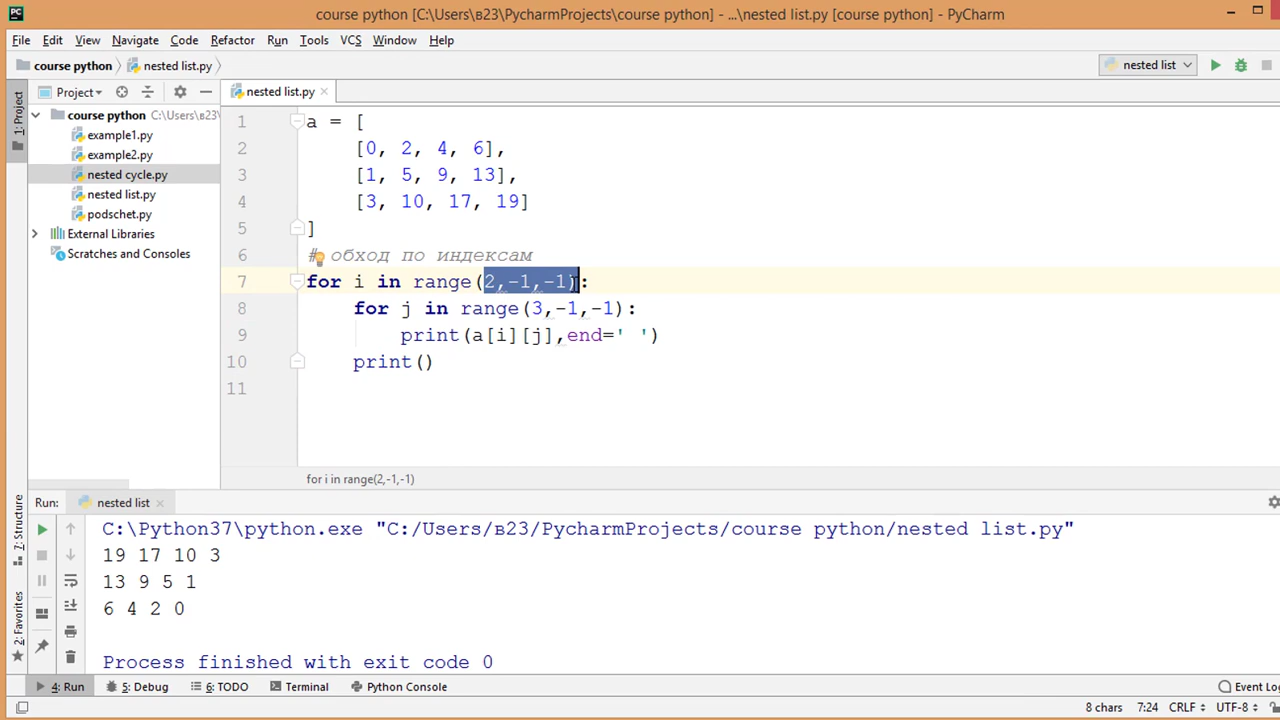 course python [C:\Users\в23\PycharmProjects\course python] - ...\nested list.py [course python] - PyCharm
File Edit View Navigate Code Refactor Run Tools VCS Window Help
course python nested list.py nested list
1: Project
Project
nested list.py
course python C:\Users\в23\
example1.py
example2.py
nested cycle.py
nested list.py
podschet.py
External Libraries
Scratches and Consoles
1 a = [
2 [0, 2, 4, 6],
3 [1, 5, 9, 13],
4 [3, 10, 17, 19]
5 ]
6 # обход по индексам
7 for i in range(2,-1,-1):
8 for j in range(3,-1,-1):
9 print(a[i][j],end=' ')
10 print()
11
for i in range(2,-1,-1)
Run: nested list
7: Structure
2: Favorites
C:\Python37\python.exe "C:/Users/в23/PycharmProjects/course python/nested list.py"
19 17 10 3
13 9 5 1
6 4 2 0
Process finished with exit code 0
4: Run 5: Debug 6: TODO Terminal Python Console Event Log
8 chars 7:24 CRLF UTF-8